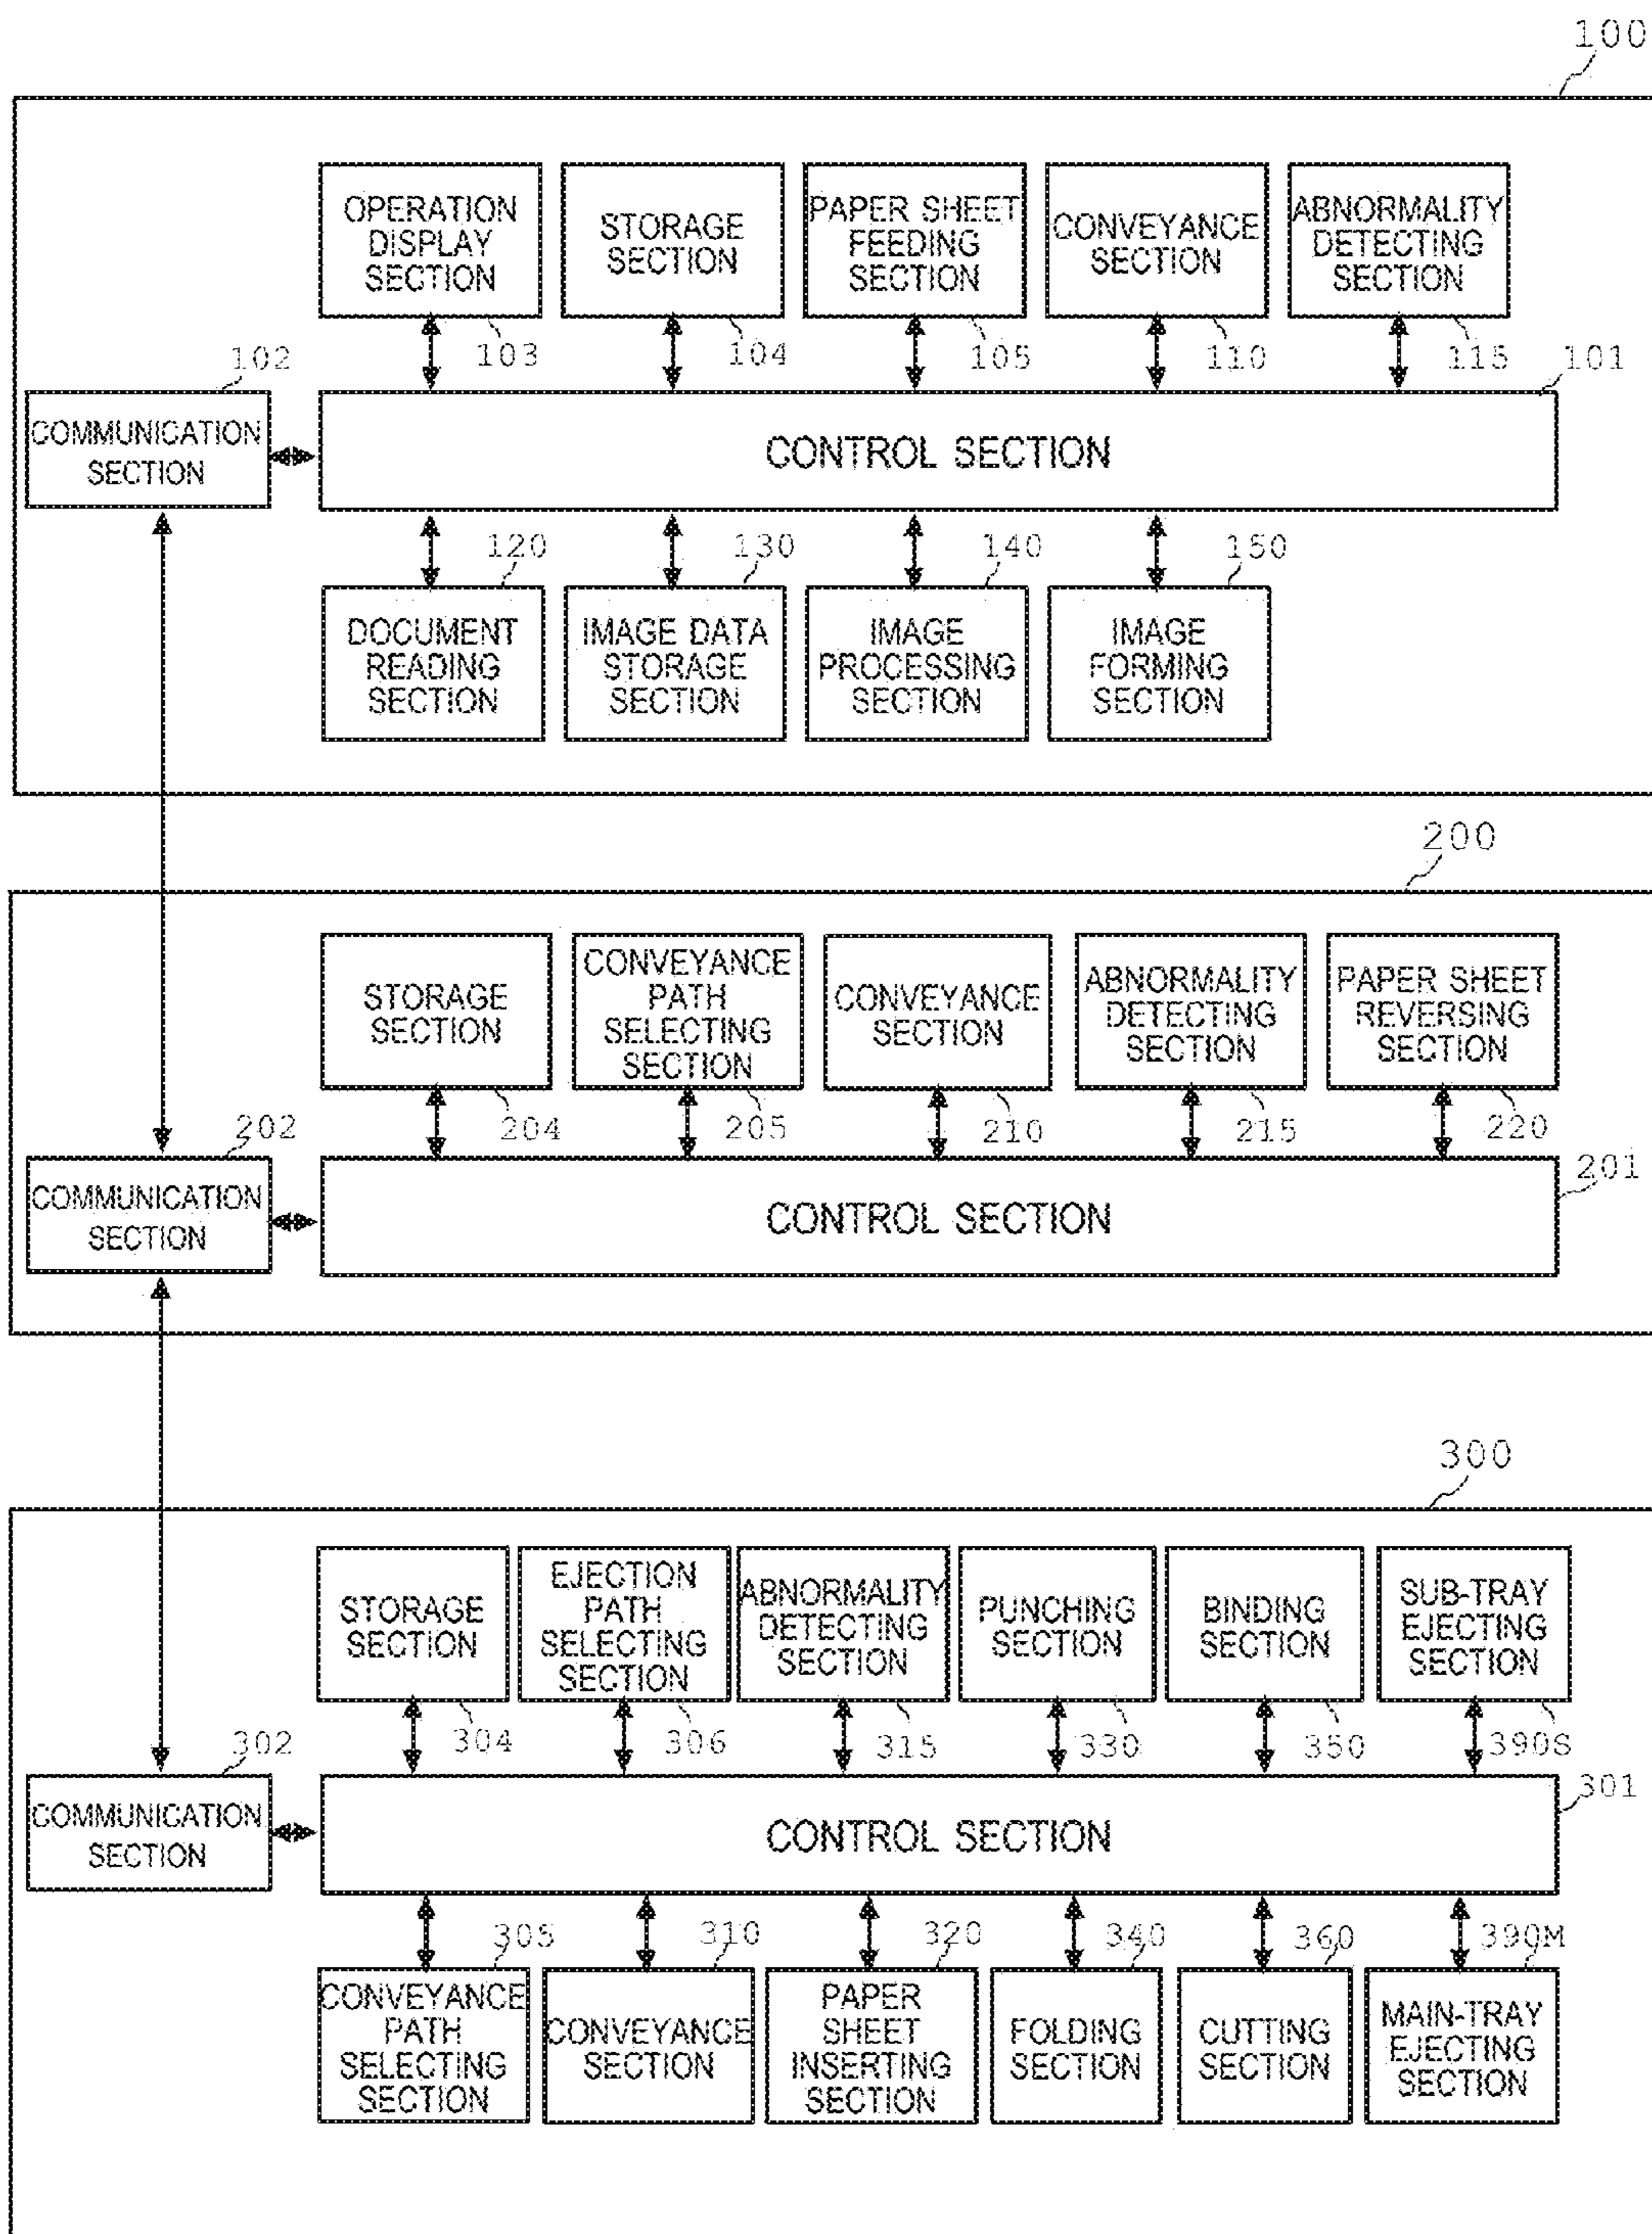 100
OPERATION
DISPLAY
SECTION
STORAGE
SECTION
PAPER SHEET
FEEDING
SECTION
CONVEYANCE
SECTION
ABNORMALITY
DETECTING
SECTION
103
104
105
110
115
101
102
COMMUNICATION
SECTION
CONTROL SECTION
120
130
140
150
DOCUMENT
READING
SECTION
IMAGE DATA
STORAGE
SECTION
IMAGE
PROCESSING
SECTION
IMAGE
FORMING
SECTION
200
STORAGE
SECTION
CONVEYANCE
PATH
SELECTING
SECTION
CONVEYANCE
SECTION
ABNORMALITY
DETECTING
SECTION
PAPER SHEET
REVERSING
SECTION
204
205
210
215
220
201
202
COMMUNICATION
SECTION
CONTROL SECTION
300
STORAGE
SECTION
EJECTION
PATH
SELECTING
SECTION
ABNORMALITY
DETECTING
SECTION
PUNCHING
SECTION
BINDING
SECTION
SUB-TRAY
EJECTING
SECTION
304
306
315
330
350
390S
301
302
COMMUNICATION
SECTION
CONTROL SECTION
305
310
320
340
360
390M
CONVEYANCE
PATH
SELECTING
SECTION
CONVEYANCE
SECTION
PAPER
SHEET
INSERTING
SECTION
FOLDING
SECTION
CUTTING
SECTION
MAIN-TRAY
EJECTING
SECTION